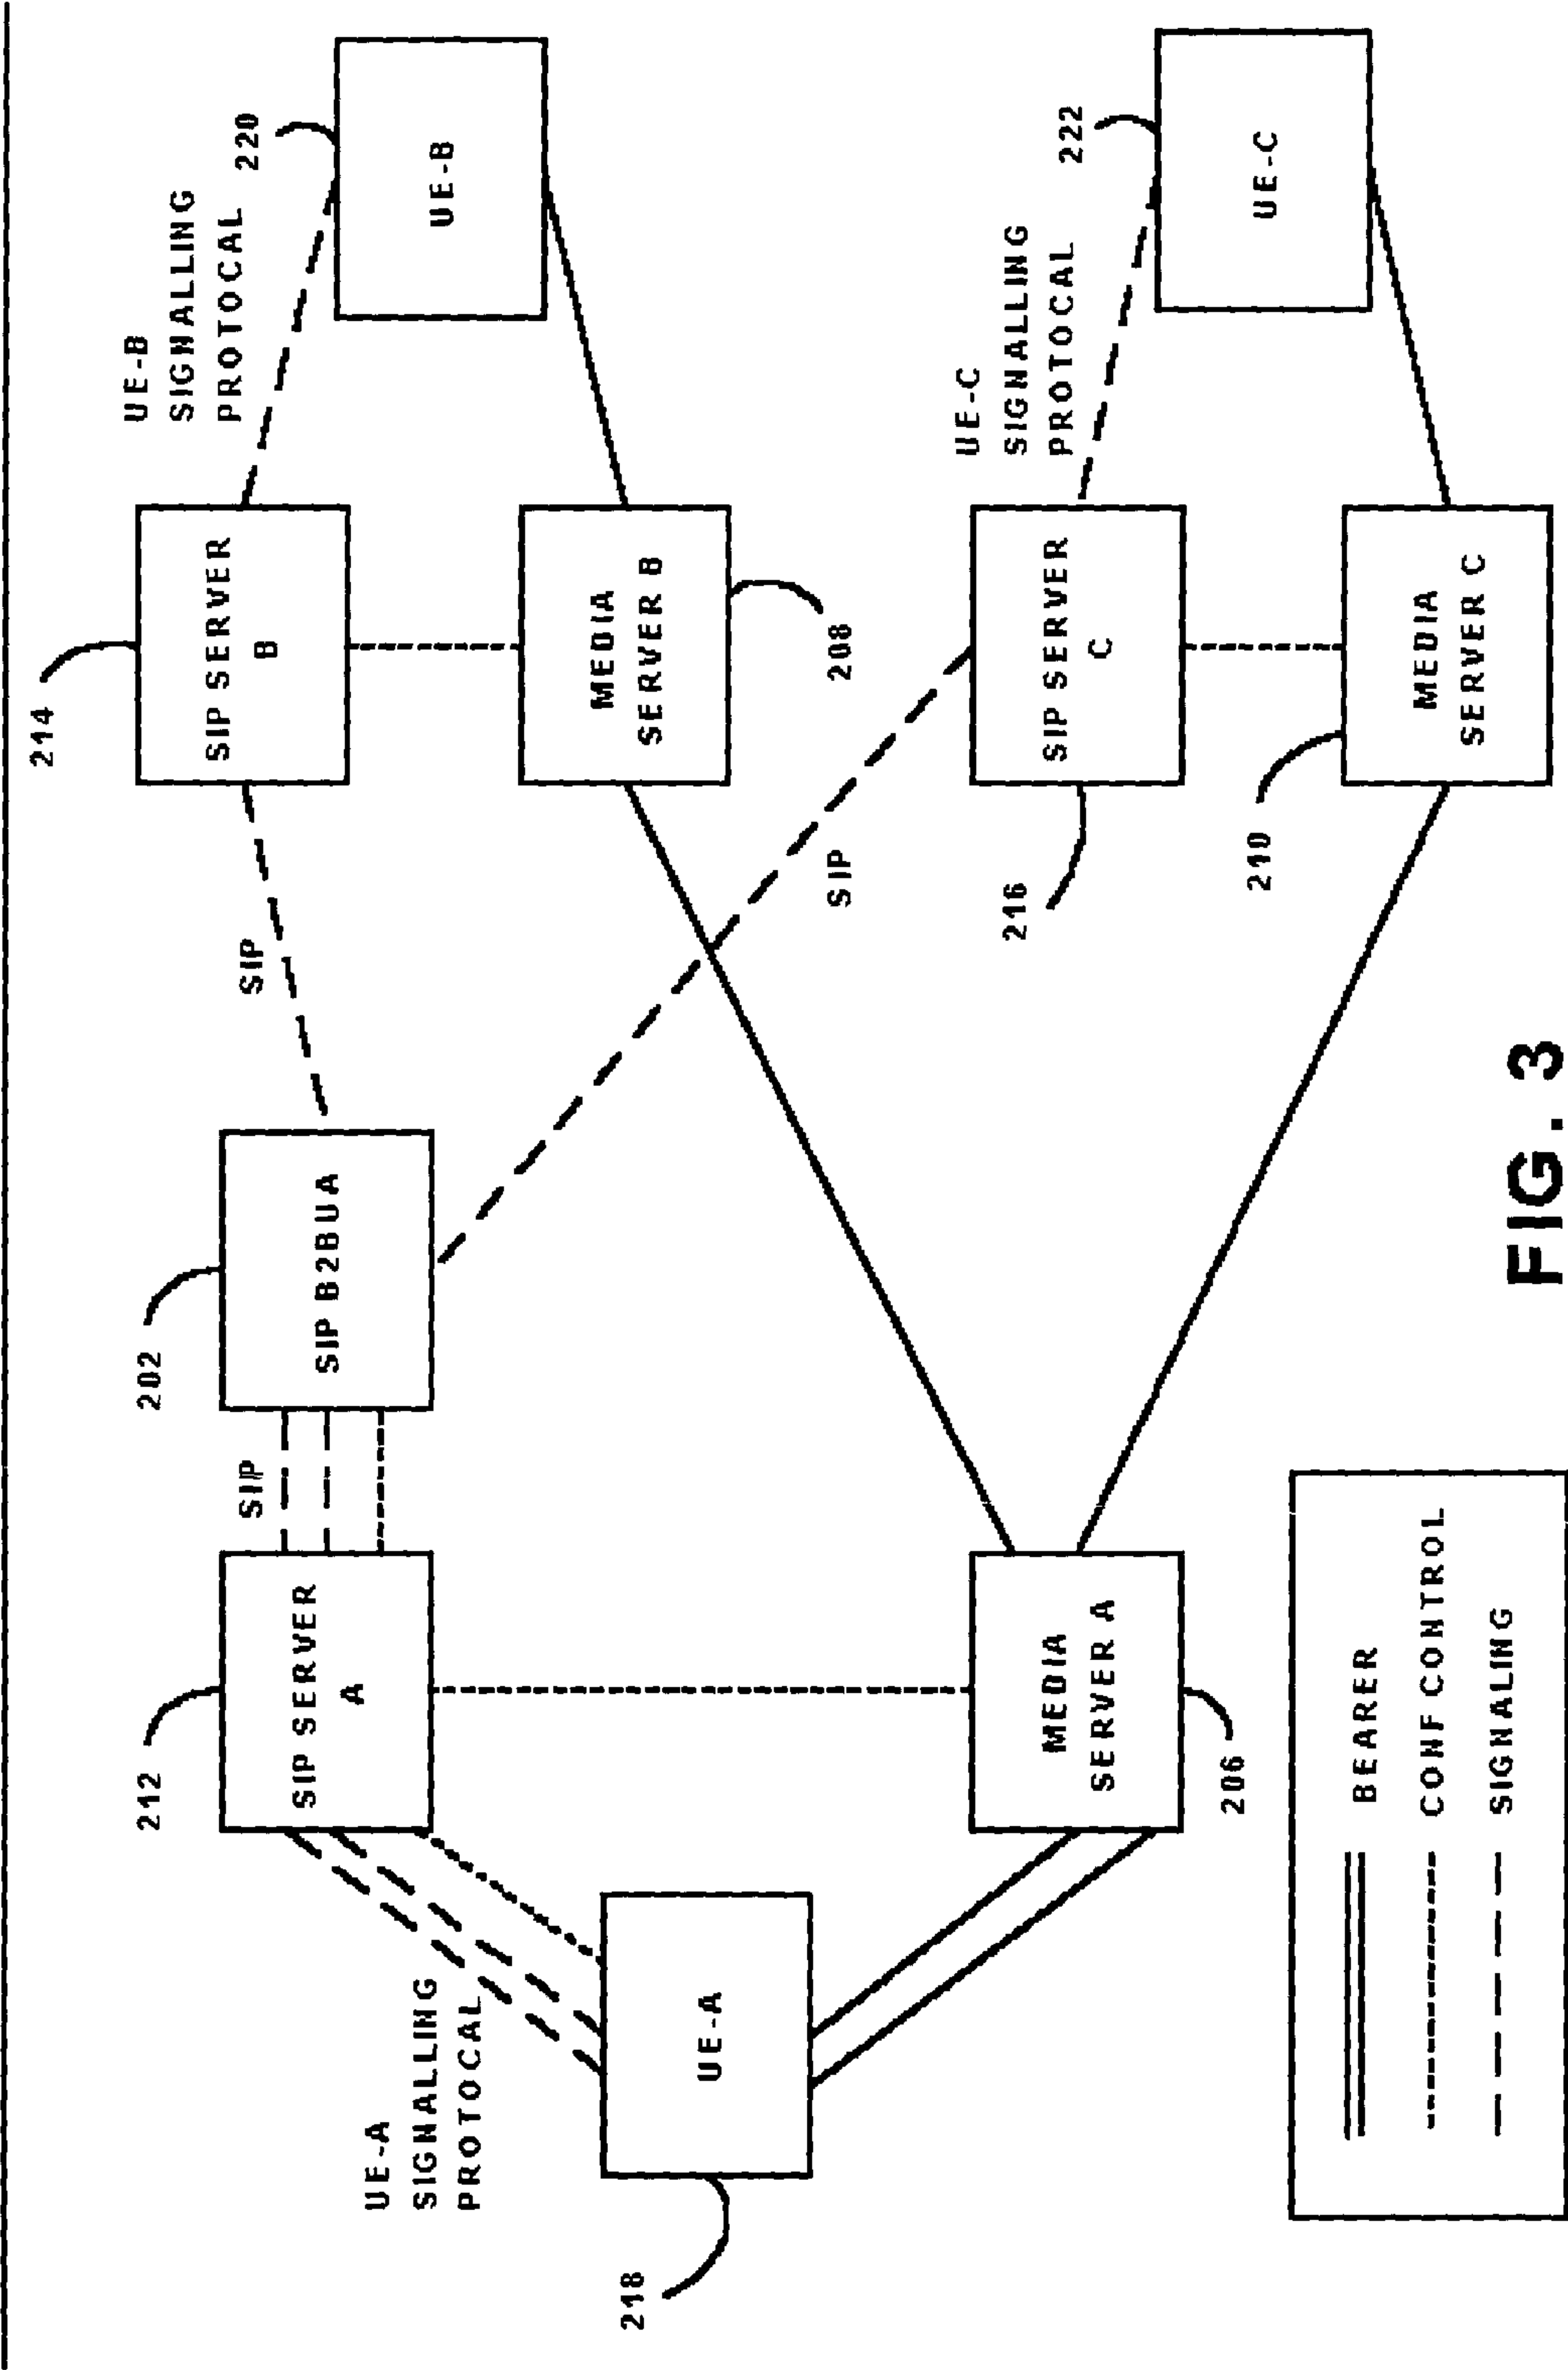 214
SIP SERVER
B
UE-B
SIGNALLING
PROTOCAL
220
UE-B
SIP
202
SIP B2BUA
SIP
212
SIP SERVER
A
UE-A
SIGNALLING
PROTOCAL
218
UE-A
MEDIA
SERVER B
208
SIP
UE-C
SIGNALLING
PROTOCAL
222
UE-C
216
SIP SERVER
C
MEDIA
SERVER A
206
210
MEDIA
SERVER C
BEARER
CONF CONTROL
SIGNALING
FIG. 3